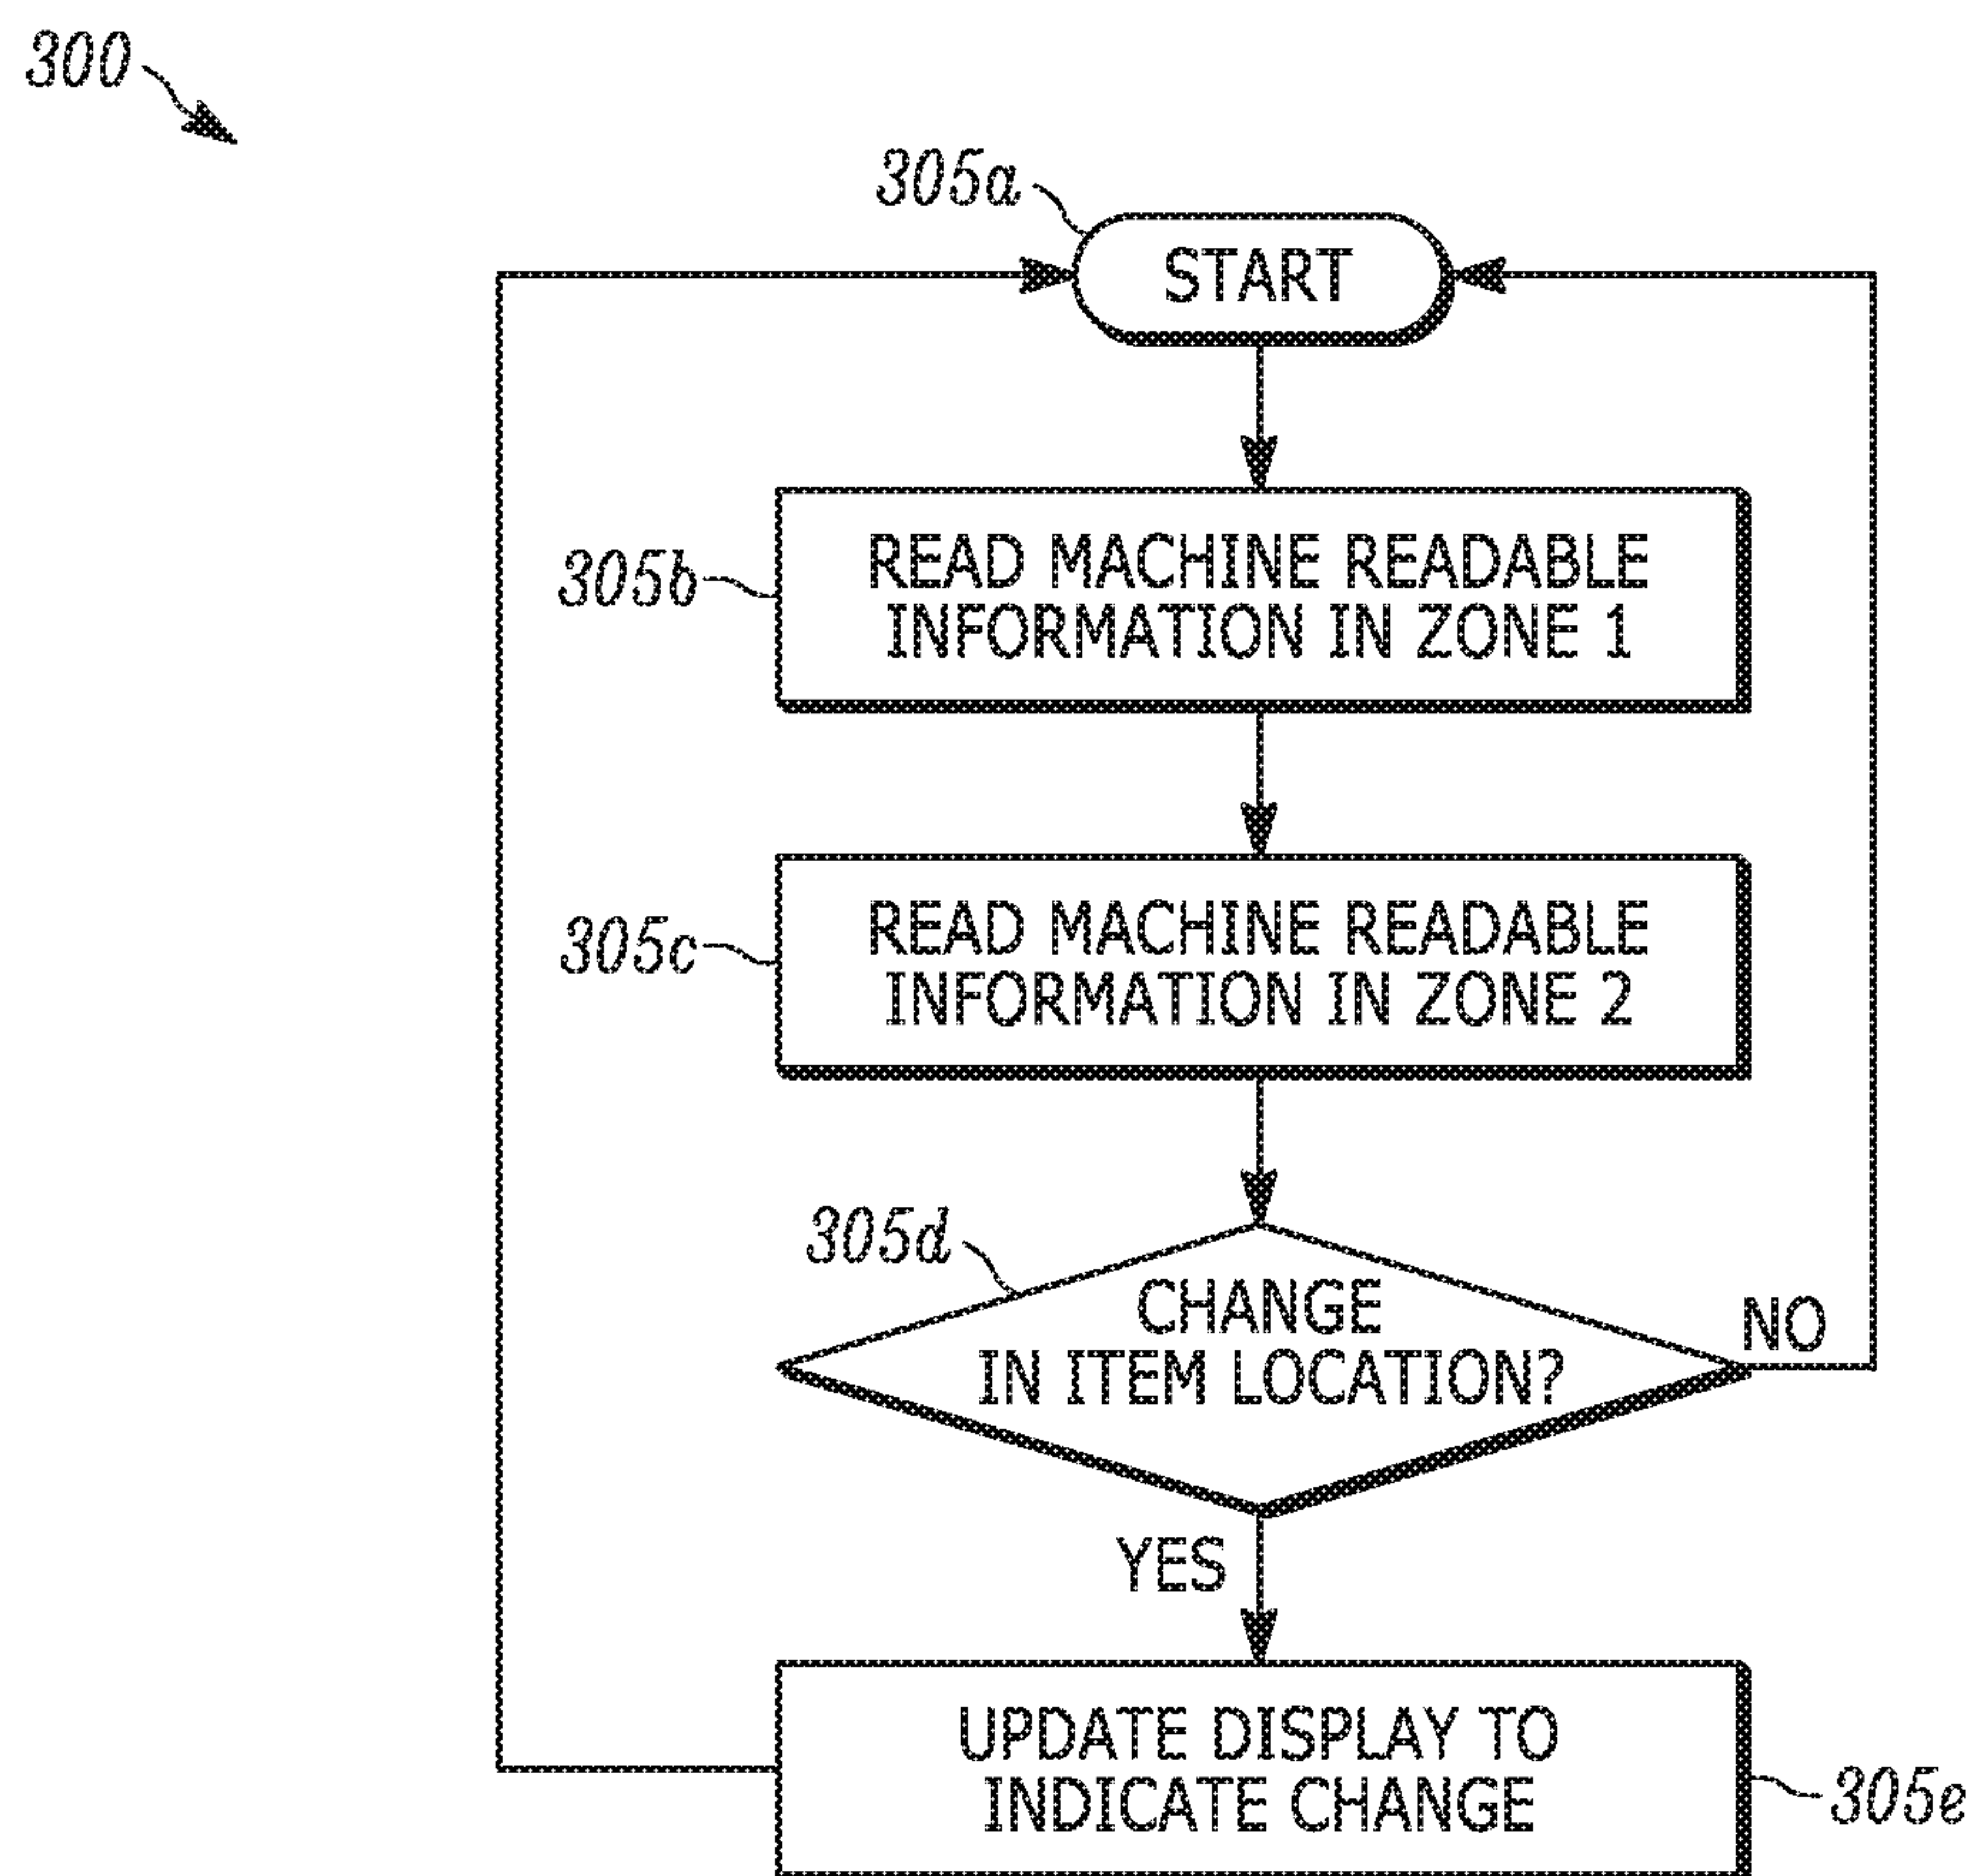 300
305a
START
305b
READ MACHINE READABLE
INFORMATION IN ZONE 1
305c
READ MACHINE READABLE
INFORMATION IN ZONE 2
305d
CHANGE
IN ITEM LOCATION?
NO
YES
UPDATE DISPLAY TO
INDICATE CHANGE
305e